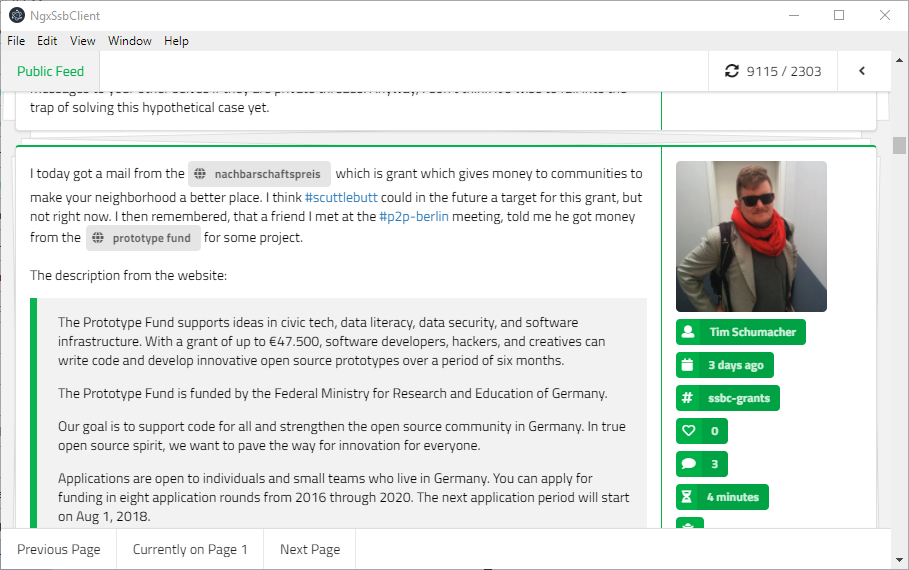 NgxSsbClient
File Edit View Window Help
Public Feed
9115 / 2303
trap of solving this hypothetical case yet.
I today got a mail from the nachbarschaftspreis which is grant which gives money to communities to
make your neighborhood a better place. I think #scuttlebutt could in the future a target for this grant, but
not right now. I then remembered, that a friend I met at the #p2p-berlin meeting, told me he got money
from the prototype fund for some project.
The description from the website:
The Prototype Fund supports ideas in civic tech, data literacy, data security, and software
infrastructure. With a grant of up to €47.500, software developers, hackers, and creatives can
write code and develop innovative open source prototypes over a period of six months.
The Prototype Fund is funded by the Federal Ministry for Research and Education of Germany.
Our goal is to support code for all and strengthen the open source community in Germany. In true
open source spirit, we want to pave the way for innovation for everyone.
Applications are open to individuals and small teams who live in Germany. You can apply for
funding in eight application rounds from 2016 through 2020. The next application period will start
on Aug 1, 2018.
Tim Schumacher
3 days ago
# ssbc-grants
0
3
4 minutes
Previous Page
Currently on Page 1
Next Page